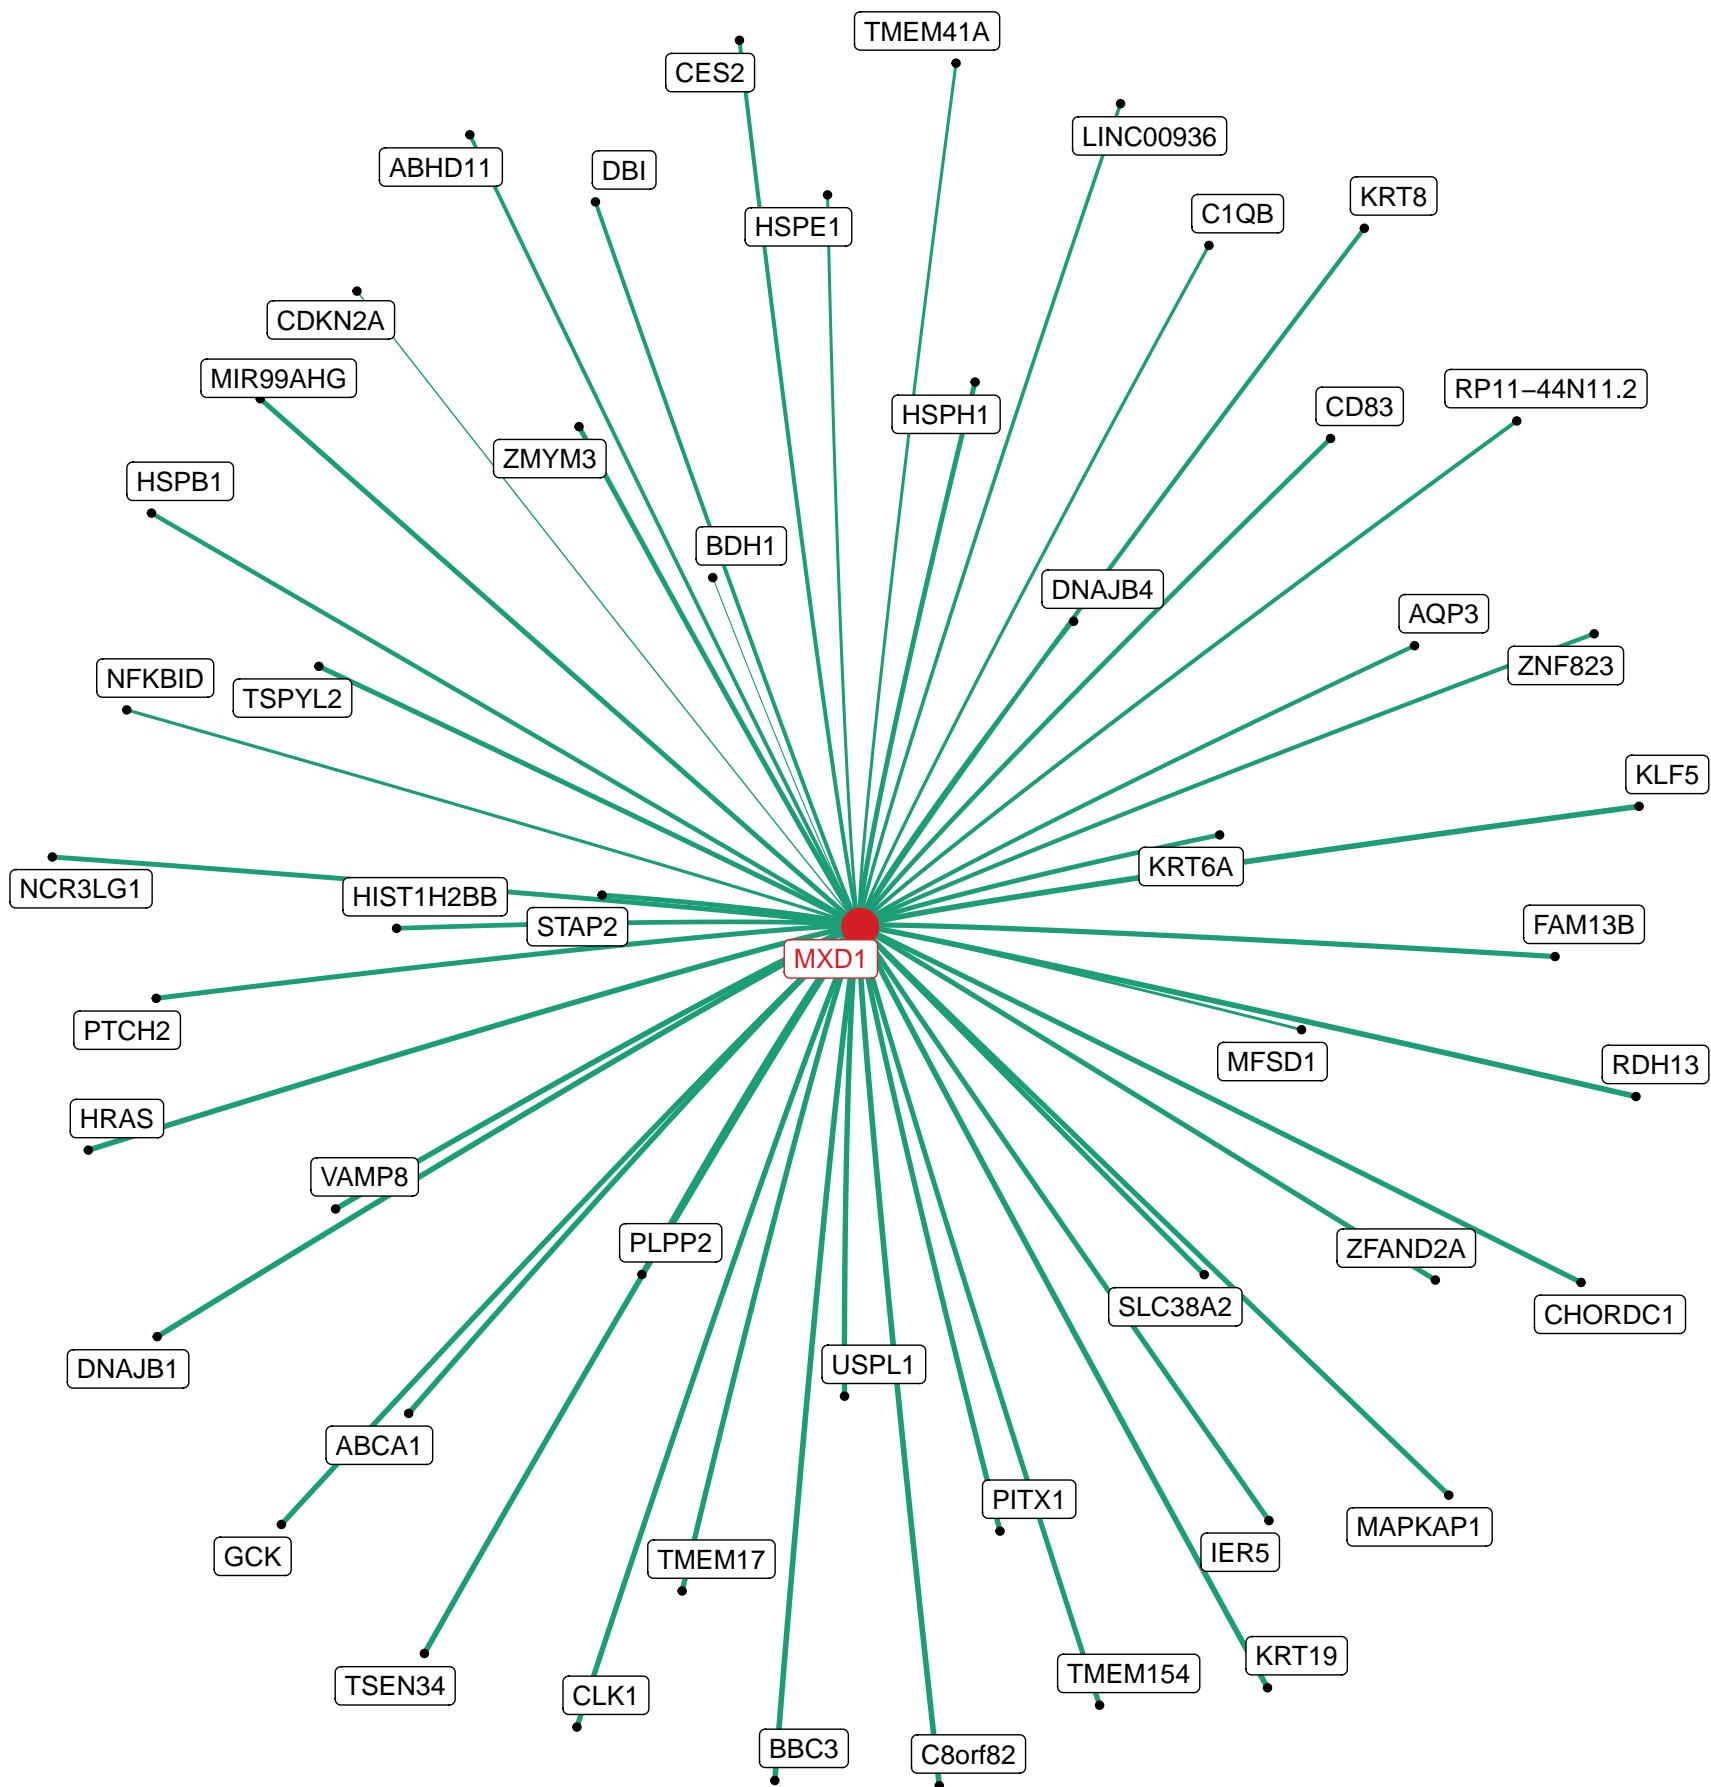 TMEM41A
CES2
LINC00936
ABHD11
DBI
KRT8
C1QB
HSPE1
CDKN2A
MIR99AHG
RP11−44N11.2
CD83
HSPH1
ZMYM3
HSPB1
BDH1
DNAJB4
AQP3
ZNF823
NFKBID
TSPYL2
KLF5
KRT6A
NCR3LG1
HIST1H2BB
STAP2
FAM13B
MXD1
PTCH2
MFSD1
RDH13
HRAS
VAMP8
PLPP2
ZFAND2A
SLC38A2
CHORDC1
DNAJB1
USPL1
ABCA1
PITX1
MAPKAP1
GCK
TMEM17
IER5
KRT19
TMEM154
TSEN34
CLK1
BBC3
C8orf82